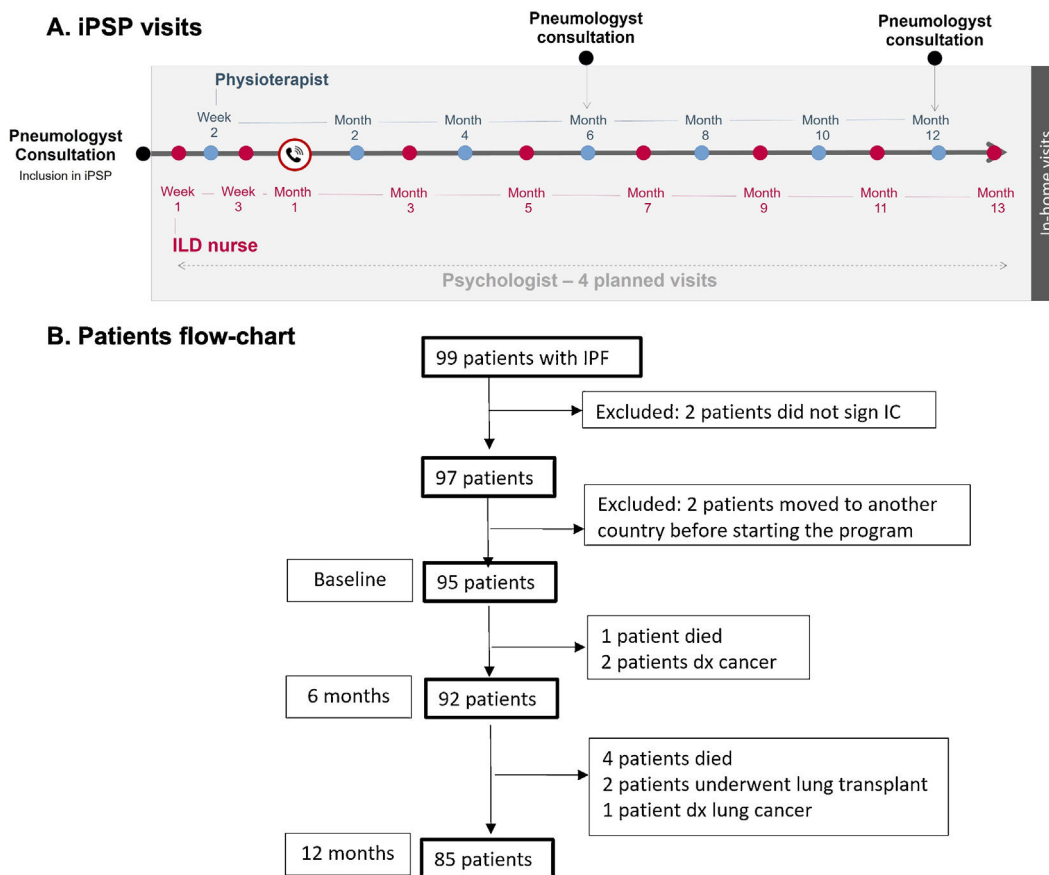 A. iPSP visits
Pneumologyst
consultation
Pneumologyst
consultation
Physioterapist
Week
2
Month
2
Month
4
Month
6
Month
8
Month
10
Month
12
Pneumologyst
Consultation
Inclusion in iPSP
Week
1
Week
3
Month
1
Month
3
Month
5
Month
7
Month
9
Month
11
Month
13
ILD nurse
Psychologist – 4 planned visits
In-home visits
B. Patients flow-chart
99 patients with IPF
Excluded: 2 patients did not sign IC
97 patients
Excluded: 2 patients moved to another
country before starting the program
Baseline
95 patients
1 patient died
2 patients dx cancer
6 months
92 patients
4 patients died
2 patients underwent lung transplant
1 patient dx lung cancer
12 months
85 patients